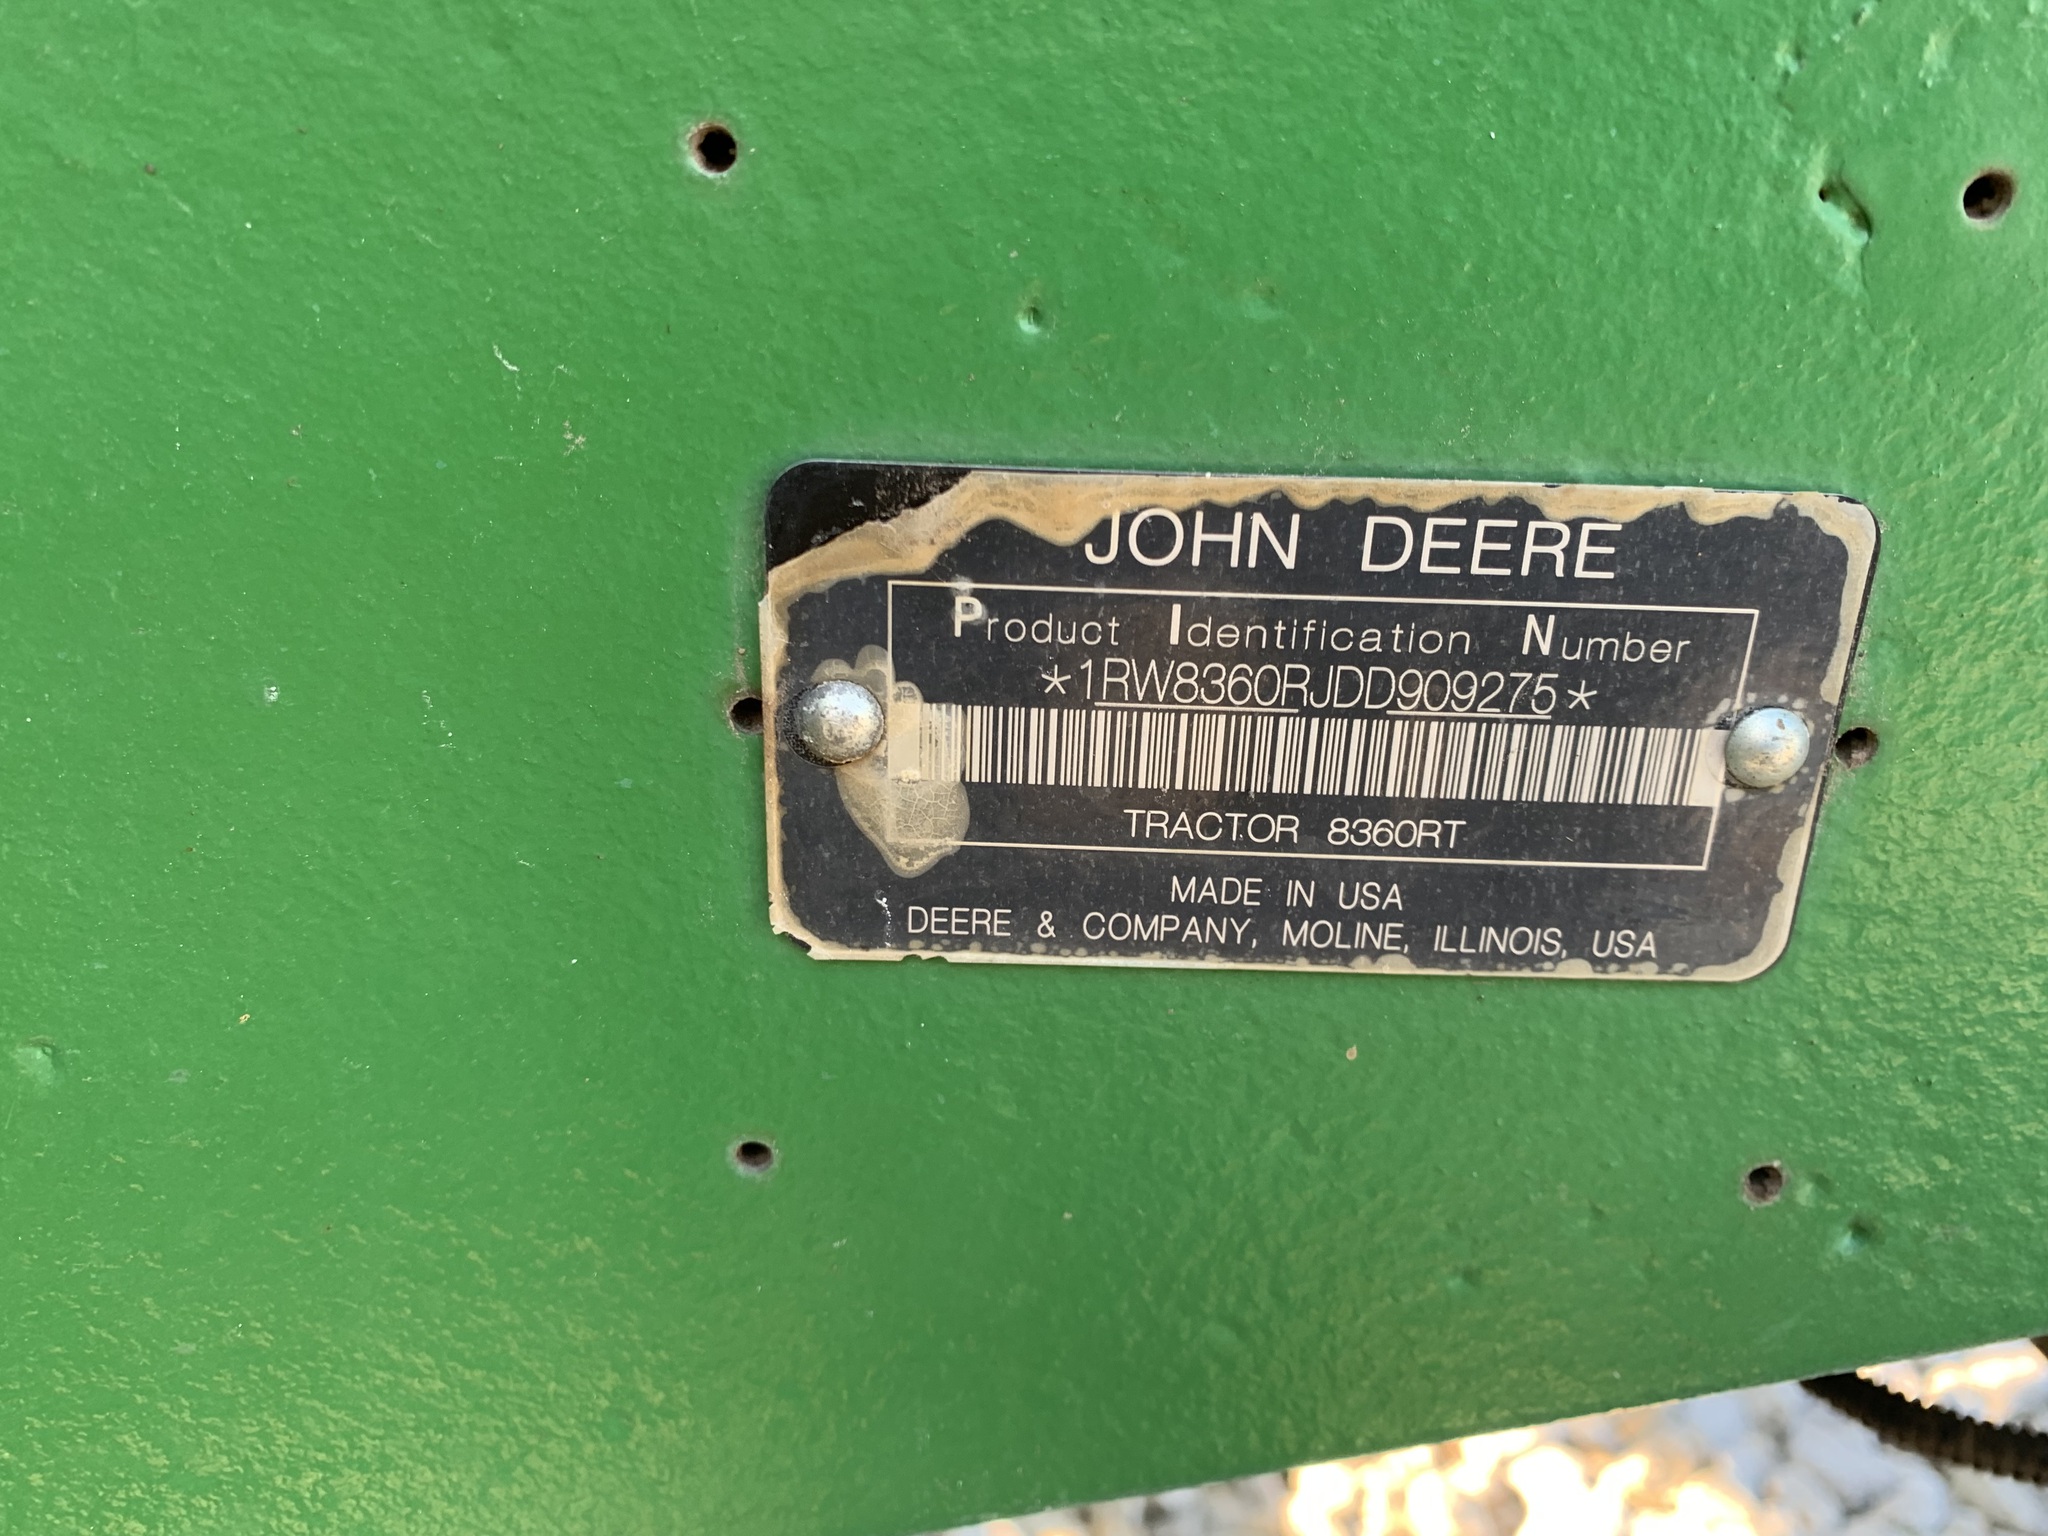 JOHN DEERE
Product Identification Number
*1RW8360RJDD909275*
TRACTOR 8360RT
MADE IN USA
DEERE & COMPANY, MOLINE, ILLINOIS, USA